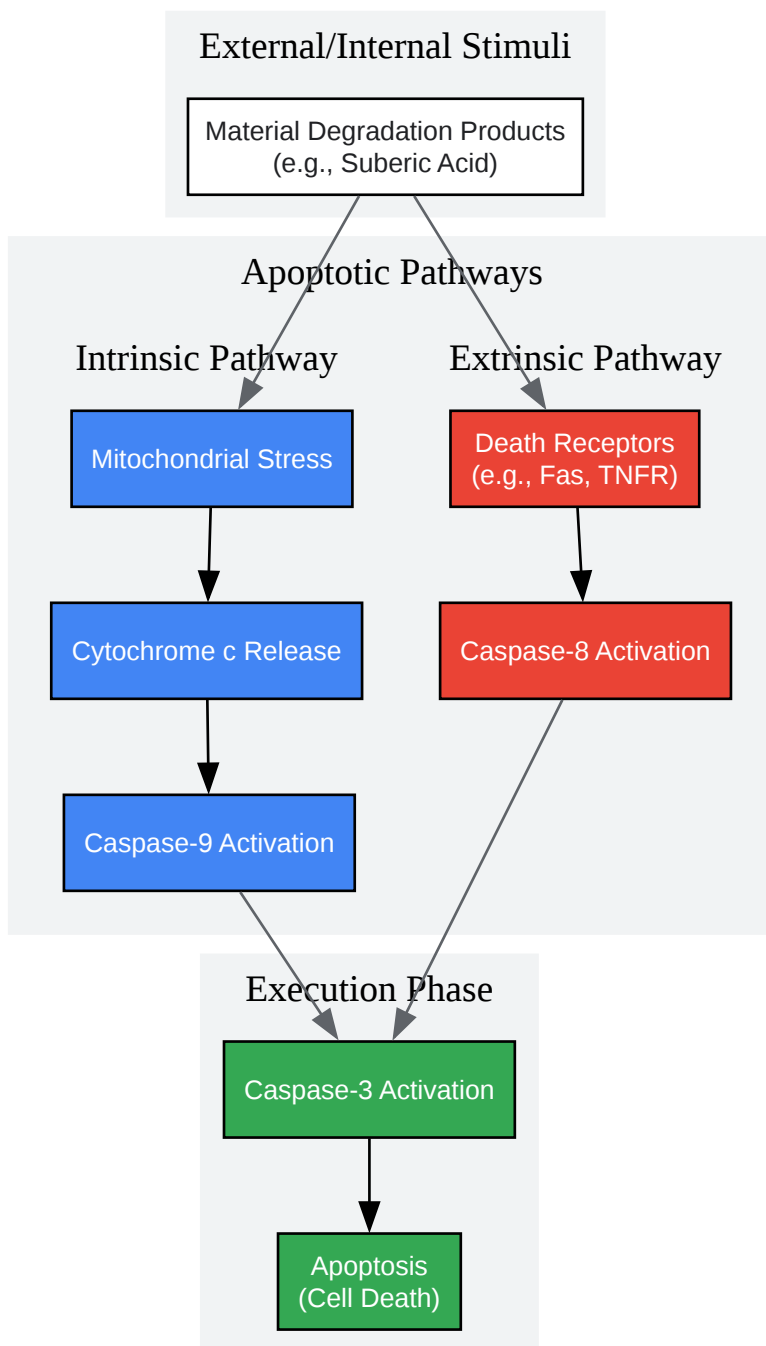 External/Internal Stimuli
Material Degradation Products
(e.g., Suberic Acid)
Apoptotic Pathways
Intrinsic Pathway
Extrinsic Pathway
Mitochondrial Stress
Death Receptors
(e.g., Fas, TNFR)
Cytochrome c Release
Caspase-8 Activation
Caspase-9 Activation
Execution Phase
Caspase-3 Activation
Apoptosis
(Cell Death)